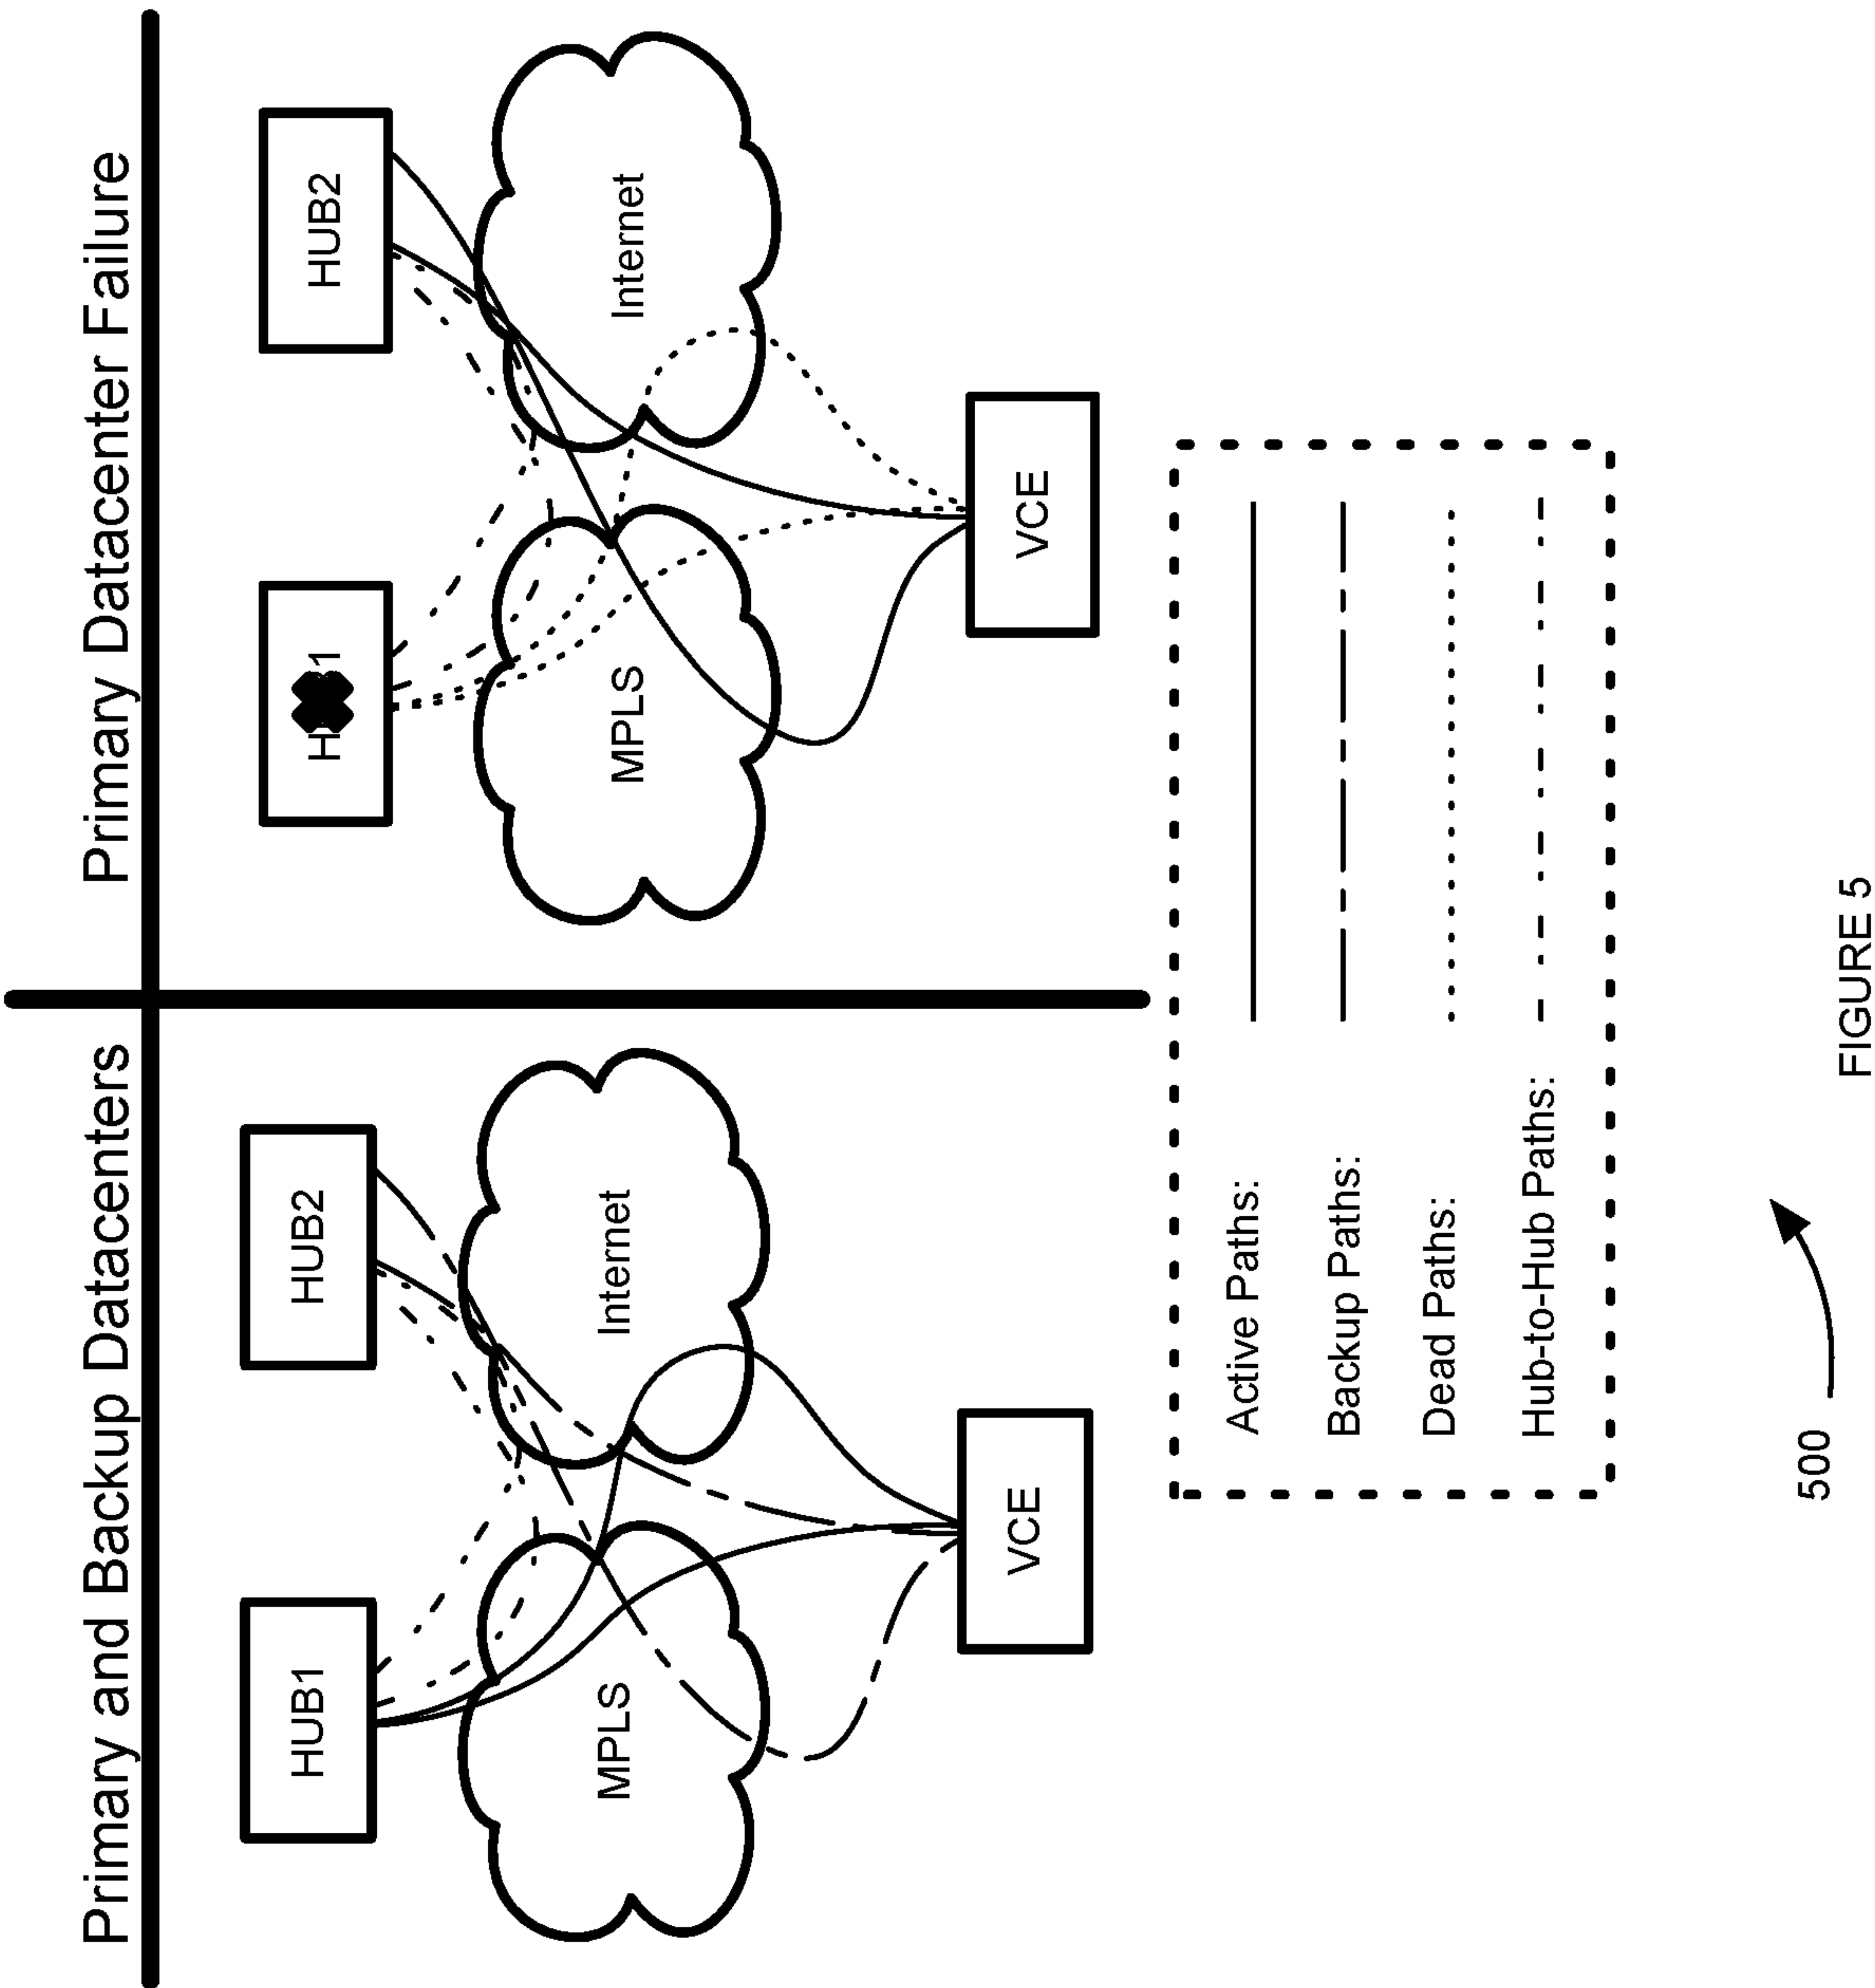 Primary and Backup Datacenters
Primary Datacenter Failure
HUB1
HUB2
MPLS
Internet
VCE
HUB2
MPLS
Internet
VCE
Active Paths:
Backup Paths:
Dead Paths:
Hub-to-Hub Paths:
500
FIGURE 5